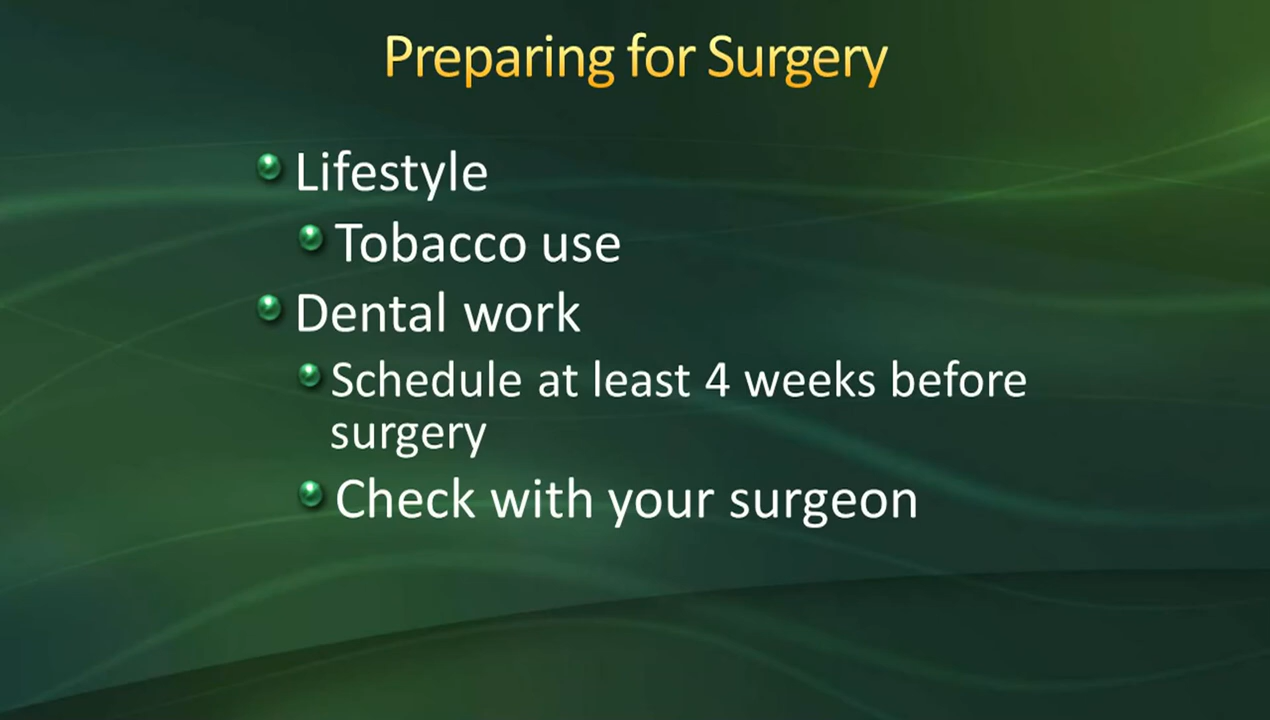 Preparing for Surgery
Lifestyle
Tobacco use
Dental work
Schedule at least 4 weeks before
surgery
Check with your surgeon